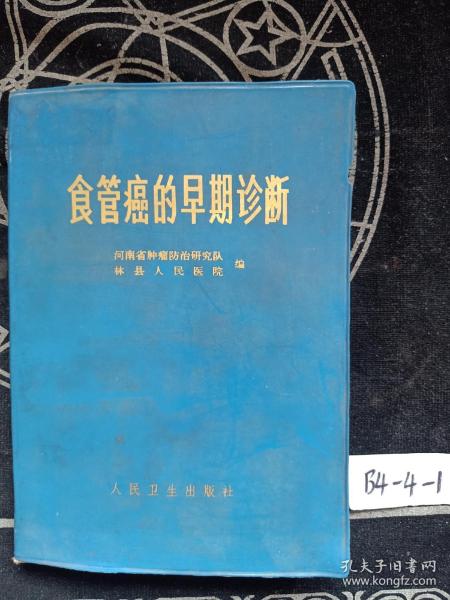 食管癌的早期诊断
河南省肿瘤防治研究队
林县人民医院
编
人民卫生出版社
B4-4-1
孔夫子旧书网
www.kongfz.com